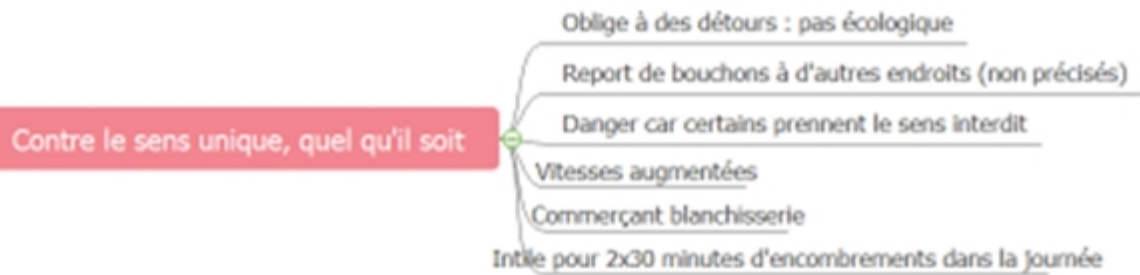 Oblige à des détours : pas écologique
Report de bouchons à d'autres endroits (non précisés)
Danger car certains prennent le sens interdit
Contre le sens unique, quel qu'il soit
Vitesses augmentées
Commerçant blanchisserie
Intile pour 2x30 minutes d'encombrements dans la journée